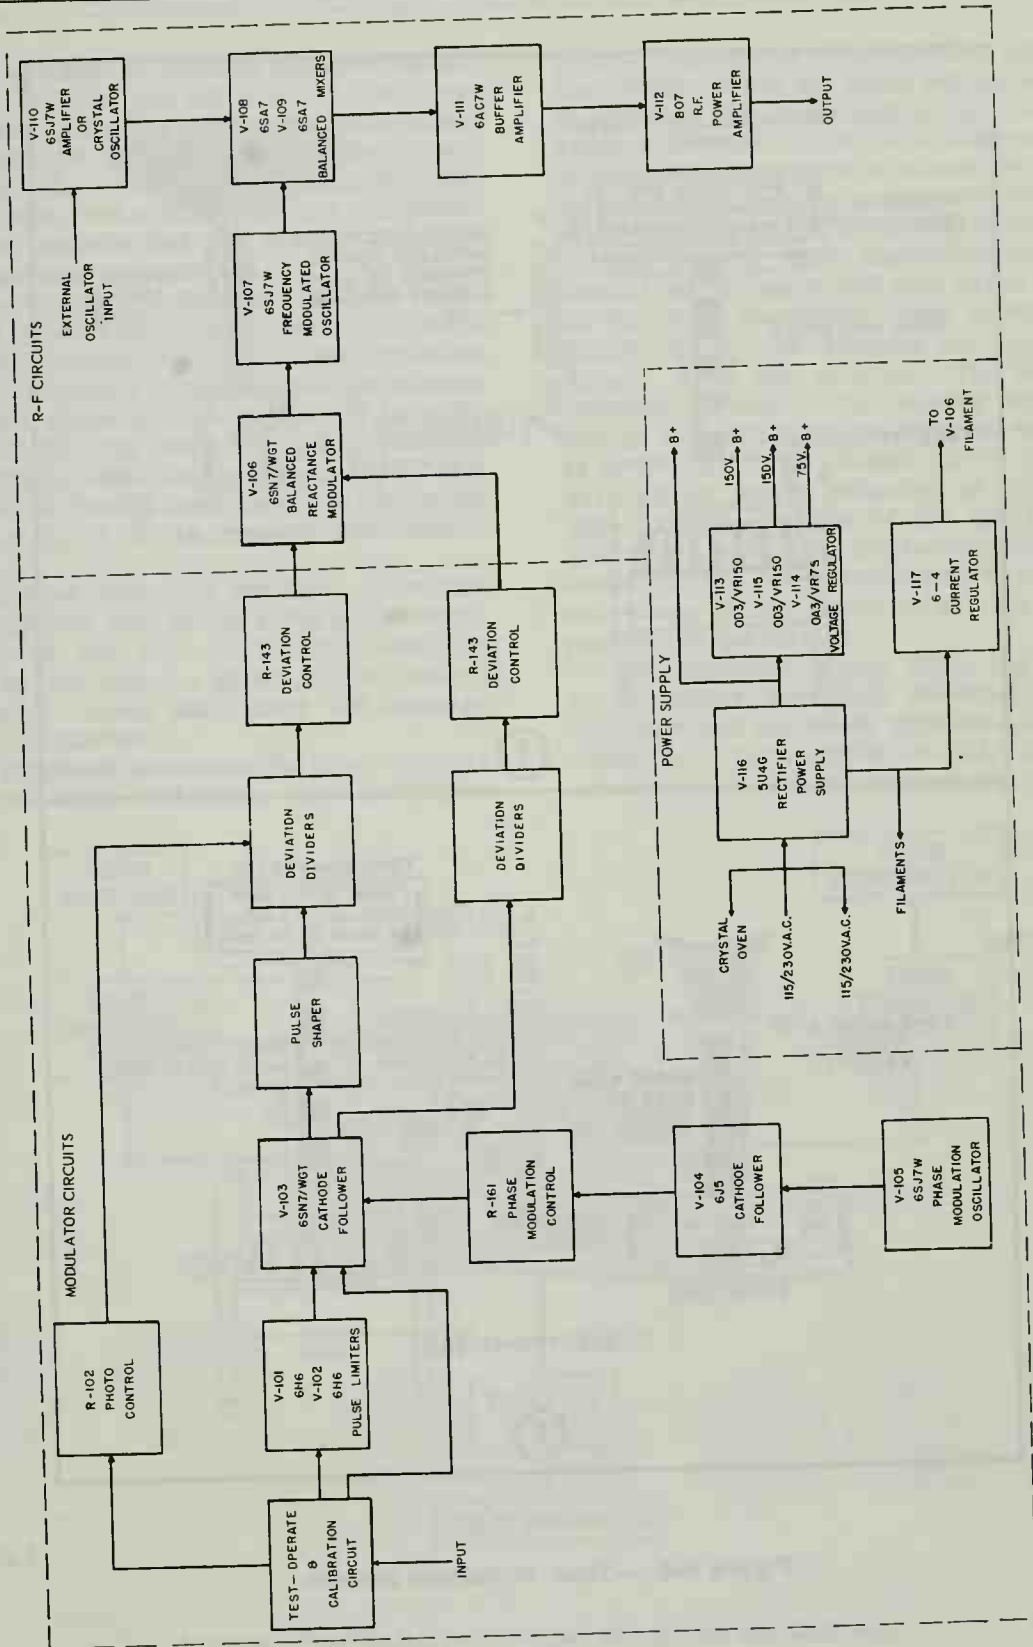 R-F CIRCUITS
V-110
6SJ7W
AMPLIFIER
OR
CRYSTAL
OSCILLATOR
EXTERNAL
OSCILLATOR
INPUT
V-108
6SA7
V-109
6SA7
BALANCED MIXERS
V-111
6AC7W
BUFFER
AMPLIFIER
V-112
807
R.F.
POWER
AMPLIFIER
OUTPUT
V-107
6SJ7W
FREQUENCY
MODULATED
OSCILLATOR
V-106
6SN7/WGT
BALANCED
REACTANCE
MODULATOR
MODULATOR CIRCUITS
R-102
PHOTO
CONTROL
TEST-OPERATE
&
CALIBRATION
CIRCUIT
INPUT
V-101
6H6
V-102
6H6
PULSE LIMITERS
V-103
6SN7/WGT
CATHODE
FOLLOWER
PULSE
SHAPER
DEVIATION
DIVIDERS
R-143
DEVIATION
CONTROL
DEVIATION
DIVIDERS
R-143
DEVIATION
CONTROL
R-161
PHASE
MODULATION
CONTROL
V-104
6J5
CATHODE
FOLLOWER
V-105
6SJ7W
PHASE
MODULATION
OSCILLATOR
POWER SUPPLY
CRYSTAL
OVEN
115/230V.A.C.
115/230V.A.C.
V-116
5U4G
RECTIFIER
POWER
SUPPLY
FILAMENTS
V-113
OD3/VR150
V-115
OD3/VR150
V-114
OA3/VR75
VOLTAGE REGULATOR
B+
150V. B+
150V. B+
75V. B+
V-117
6-4
CURRENT
REGULATOR
TO
V-106
FILAMENT